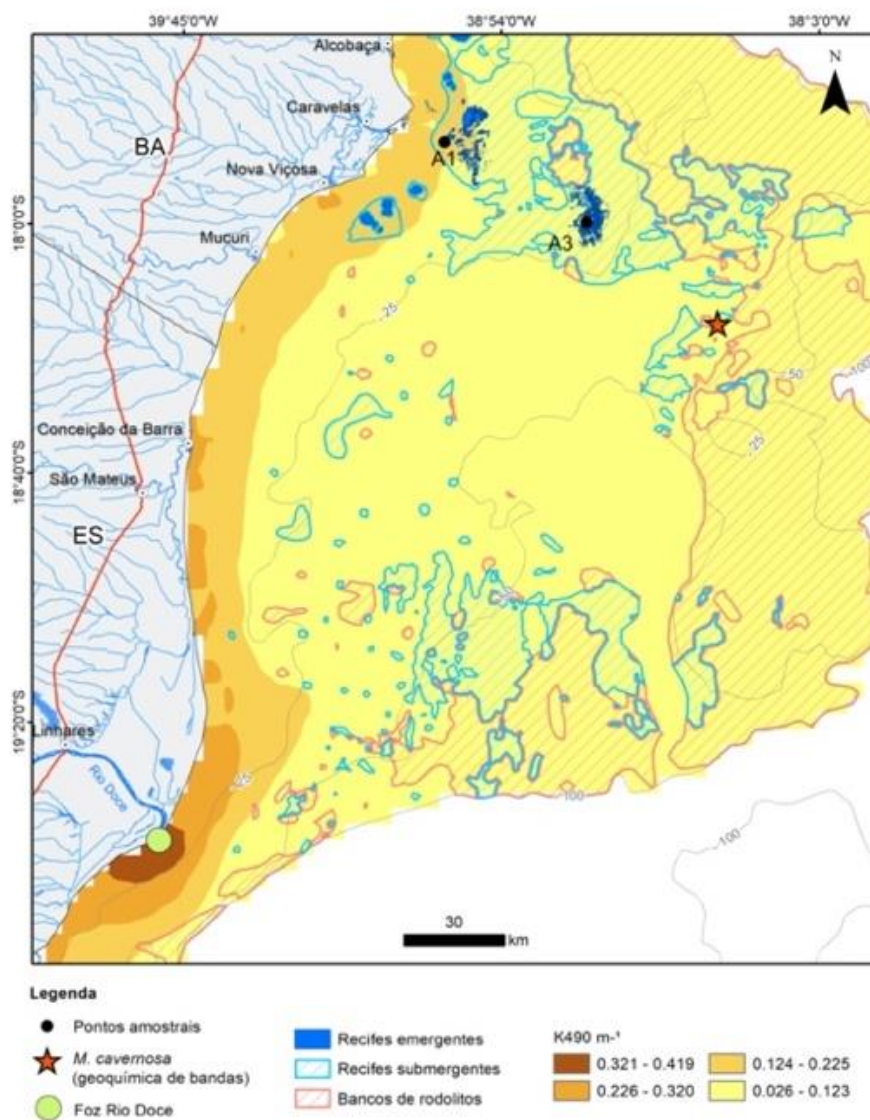 39°45'0"W
38°54'0"W
38°3'0"W
Alcobaça
N
Caravelas
BA
A1
Nova Viçosa
18°0'0"S
Mucuri
A3
-25
-100
-50
-25
Conceição da Barra
18°40'0"S
São Mateus
ES
19°20'0"S
Linhares
Rio Doce
-25
-100
-100
30
km
Legenda
Pontos amostrais
M. cavernosa
(geoquímica de bandas)
Foz Rio Doce
Recifes emergentes
Recifes submergentes
Bancos de rodolitos
K490 m-¹
0.321 - 0.419
0.226 - 0.320
0.124 - 0.225
0.026 - 0.123